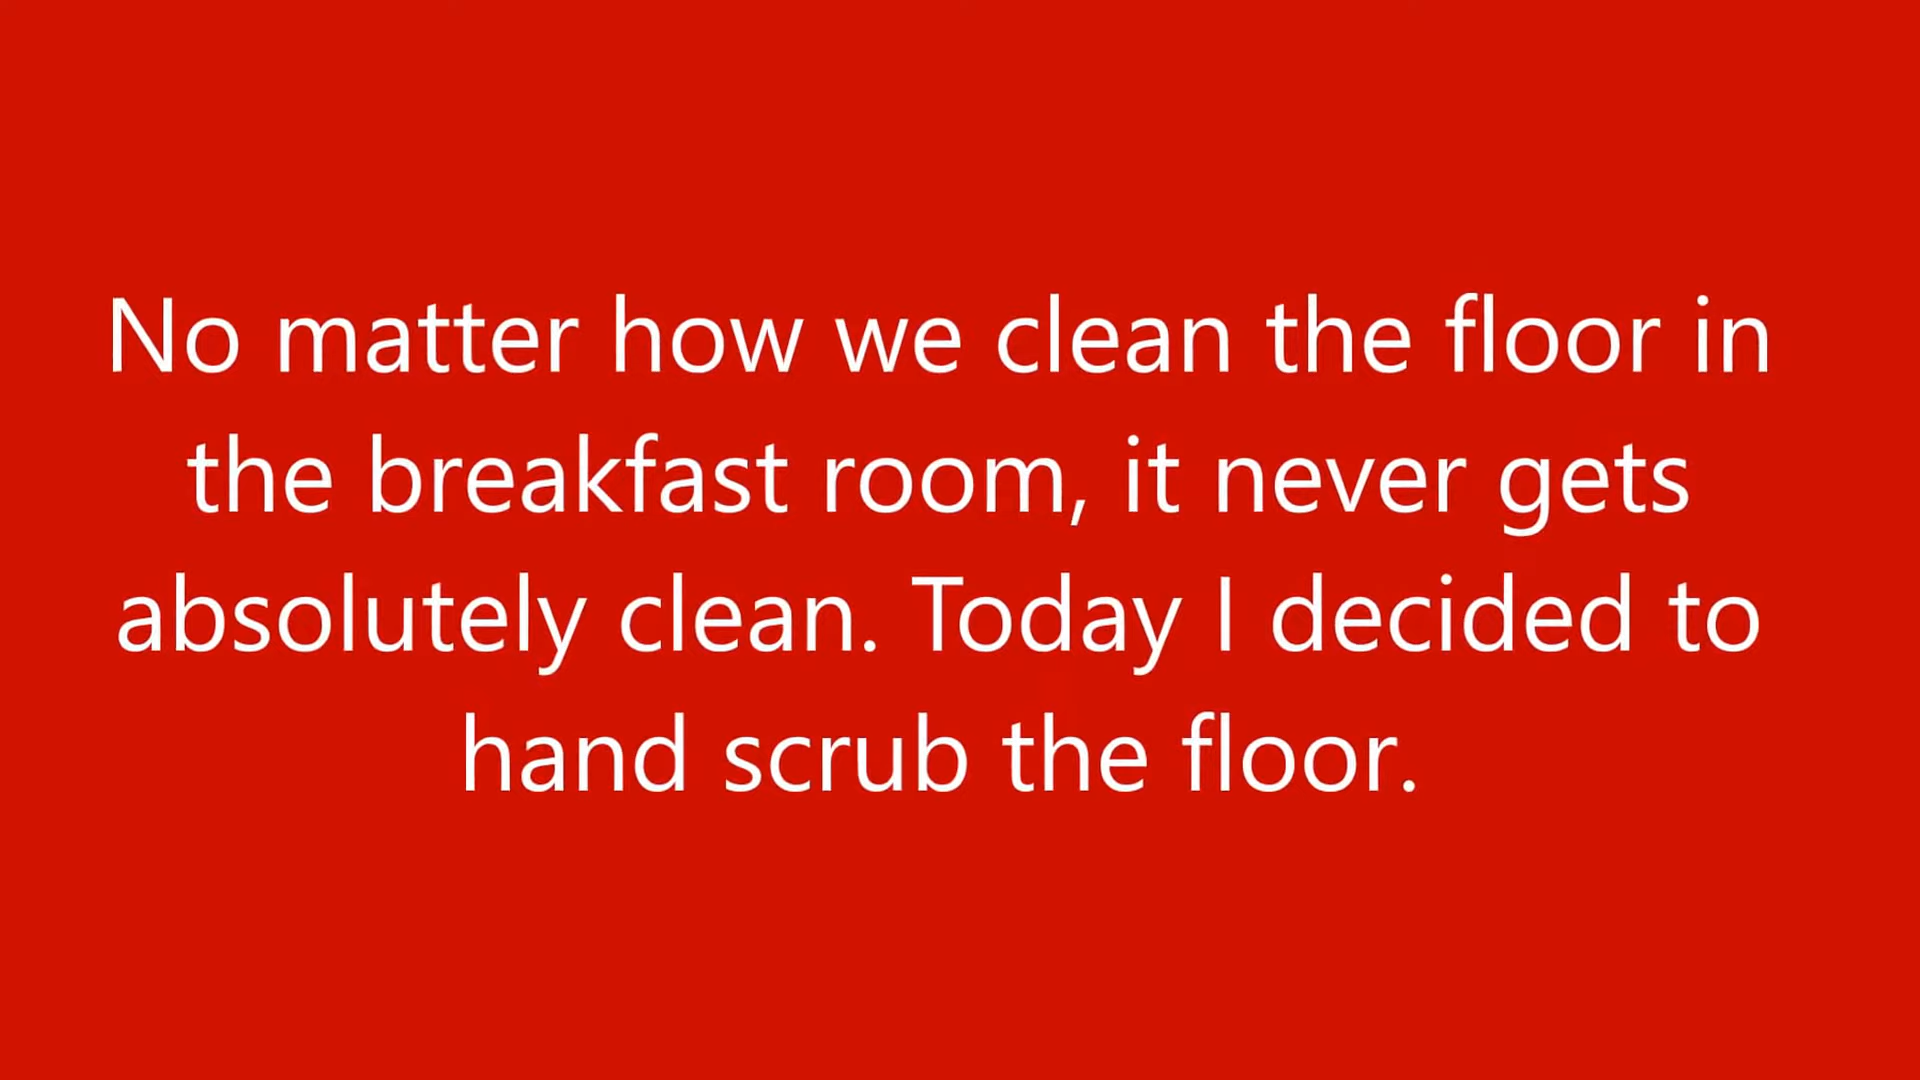 No matter how we clean the floor in
the breakfast room, it never gets
absolutely clean. Today I decided to
hand scrub the floor.